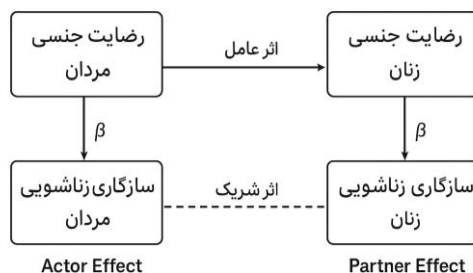 رضایت جنسی
مردان
اثر عامل
رضایت جنسی
زنان
β
β
سازگاری زناشویی
مردان
اثر شریک
سازگاری زناشویی
زنان
Actor Effect
Partner Effect